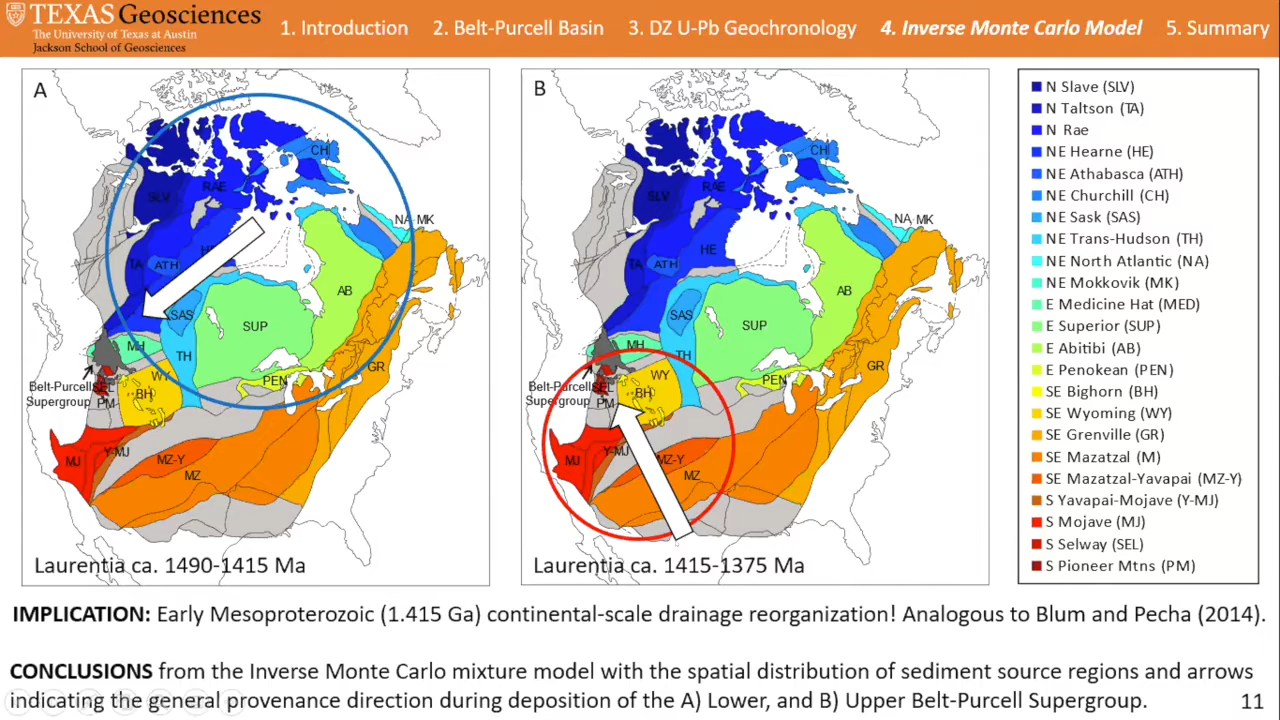 TEXAS Geosciences
The University of Texas at Austin
Jackson School of Geosciences
1. Introduction 2. Belt-Purcell Basin 3. DZ U-Pb Geochronology 4. Inverse Monte Carlo Model 5. Summary
A
CH
SLV
RAE
NA MK
HE
TA
ATH
AB
SAS
SUP
MH
TH
GR
WY
PEN
Belt-Purcell
Supergroup
SEL
BH
PM
MJ
Y-MJ
MZ-Y
MZ
Laurentia ca. 1490-1415 Ma
B
CH
SLV
RAE
NA MK
HE
TA
ATH
AB
SAS
SUP
MH
TH
GR
WY
PEN
Belt-Purcell
Supergroup
SEL
BH
PM
MJ
Y-MJ
MZ-Y
MZ
Laurentia ca. 1415-1375 Ma
N Slave (SLV)
N Taltson (TA)
N Rae
NE Hearne (HE)
NE Athabasca (ATH)
NE Churchill (CH)
NE Sask (SAS)
NE Trans-Hudson (TH)
NE North Atlantic (NA)
NE Mokkovik (MK)
E Medicine Hat (MED)
E Superior (SUP)
E Abitibi (AB)
E Penokean (PEN)
SE Bighorn (BH)
SE Wyoming (WY)
SE Grenville (GR)
SE Mazatzal (M)
SE Mazatzal-Yavapai (MZ-Y)
S Yavapai-Mojave (Y-MJ)
S Mojave (MJ)
S Selway (SEL)
S Pioneer Mtns (PM)
IMPLICATION: Early Mesoproterozoic (1.415 Ga) continental-scale drainage reorganization! Analogous to Blum and Pecha (2014).
CONCLUSIONS from the Inverse Monte Carlo mixture model with the spatial distribution of sediment source regions and arrows
indicating the general provenance direction during deposition of the A) Lower, and B) Upper Belt-Purcell Supergroup.
11